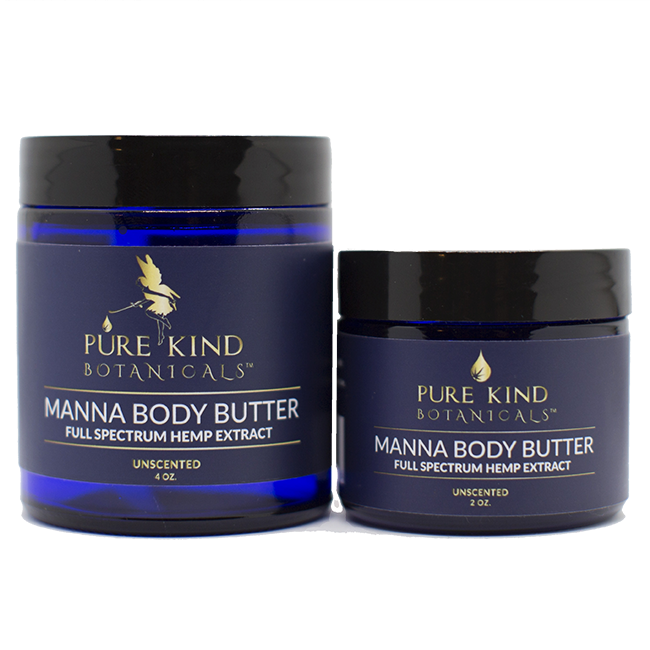 PURE KIND
BOTANICALS™
MANNA BODY BUTTER
FULL SPECTRUM HEMP EXTRACT
UNSCENTED
4 OZ.
PURE KIND
BOTANICALS™
MANNA BODY BUTTER
FULL SPECTRUM HEMP EXTRACT
UNSCENTED
2 OZ.